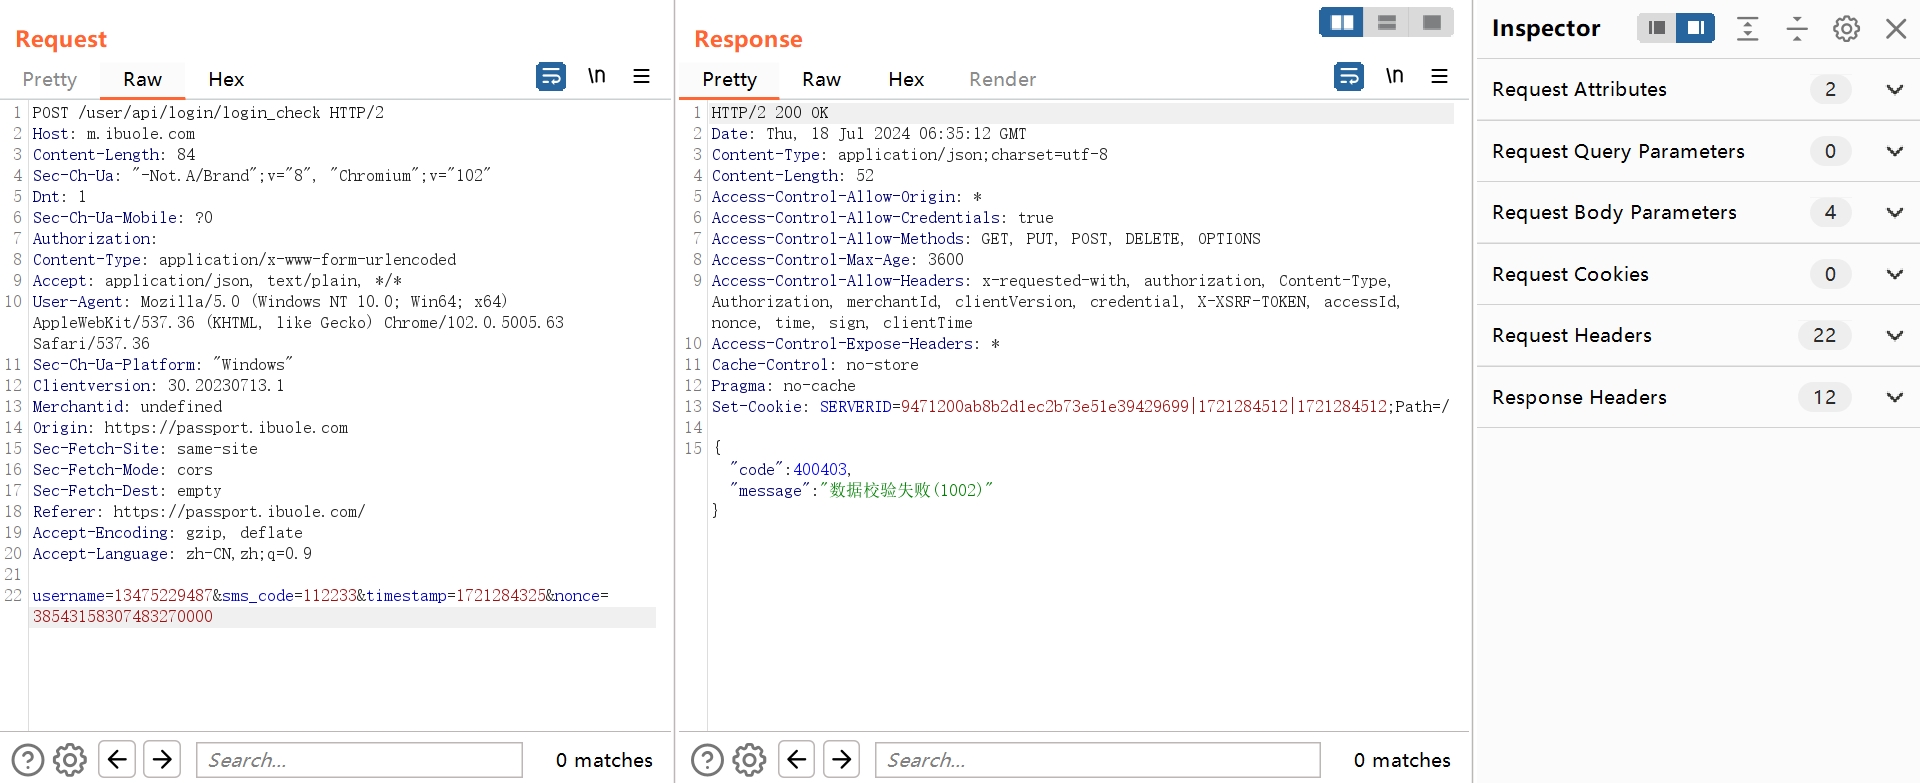 Request
Pretty
Raw
Hex
\n
1 POST /user/api/login/login_check HTTP/2
2 Host: m.ibuole.com
3 Content-Length: 84
4 Sec-Ch-Ua: "-Not.A/Brand";v="8", "Chromium";v="102"
5 Dnt: 1
6 Sec-Ch-Ua-Mobile: ?0
7 Authorization:
8 Content-Type: application/x-www-form-urlencoded
9 Accept: application/json, text/plain, */*
10 User-Agent: Mozilla/5.0 (Windows NT 10.0; Win64; x64)
AppleWebKit/537.36 (KHTML, like Gecko) Chrome/102.0.5005.63
Safari/537.36
11 Sec-Ch-Ua-Platform: "Windows"
12 Clientversion: 30.20230713.1
13 Merchantid: undefined
14 Origin: https://passport.ibuole.com
15 Sec-Fetch-Site: same-site
16 Sec-Fetch-Mode: cors
17 Sec-Fetch-Dest: empty
18 Referer: https://passport.ibuole.com/
19 Accept-Encoding: gzip, deflate
20 Accept-Language: zh-CN,zh;q=0.9
21
22 username=13475229487&sms_code=112233&timestamp=1721284325&nonce=
38543158307483270000
Search...
0 matches
Response
Pretty
Raw
Hex
Render
\n
1 HTTP/2 200 OK
2 Date: Thu, 18 Jul 2024 06:35:12 GMT
3 Content-Type: application/json;charset=utf-8
4 Content-Length: 52
5 Access-Control-Allow-Origin: *
6 Access-Control-Allow-Credentials: true
7 Access-Control-Allow-Methods: GET, PUT, POST, DELETE, OPTIONS
8 Access-Control-Max-Age: 3600
9 Access-Control-Allow-Headers: x-requested-with, authorization, Content-Type,
Authorization, merchantId, clientVersion, credential, X-XSRF-TOKEN, accessId,
nonce, time, sign, clientTime
10 Access-Control-Expose-Headers: *
11 Cache-Control: no-store
12 Pragma: no-cache
13 Set-Cookie: SERVERID=9471200ab8b2d1ec2b73e51e39429699|1721284512|1721284512;Path=/
14
15 {
"code":400403,
"message":"数据校验失败(1002)"
}
Search...
0 matches
Inspector
Request Attributes 2
Request Query Parameters 0
Request Body Parameters 4
Request Cookies 0
Request Headers 22
Response Headers 12